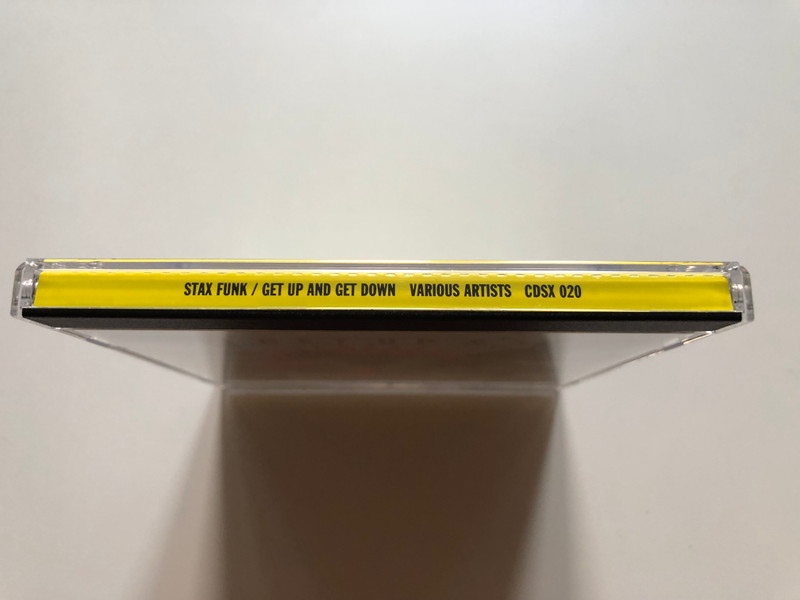 STAX FUNK / GET UP AND GET DOWN VARIOUS ARTISTS CDSX 020